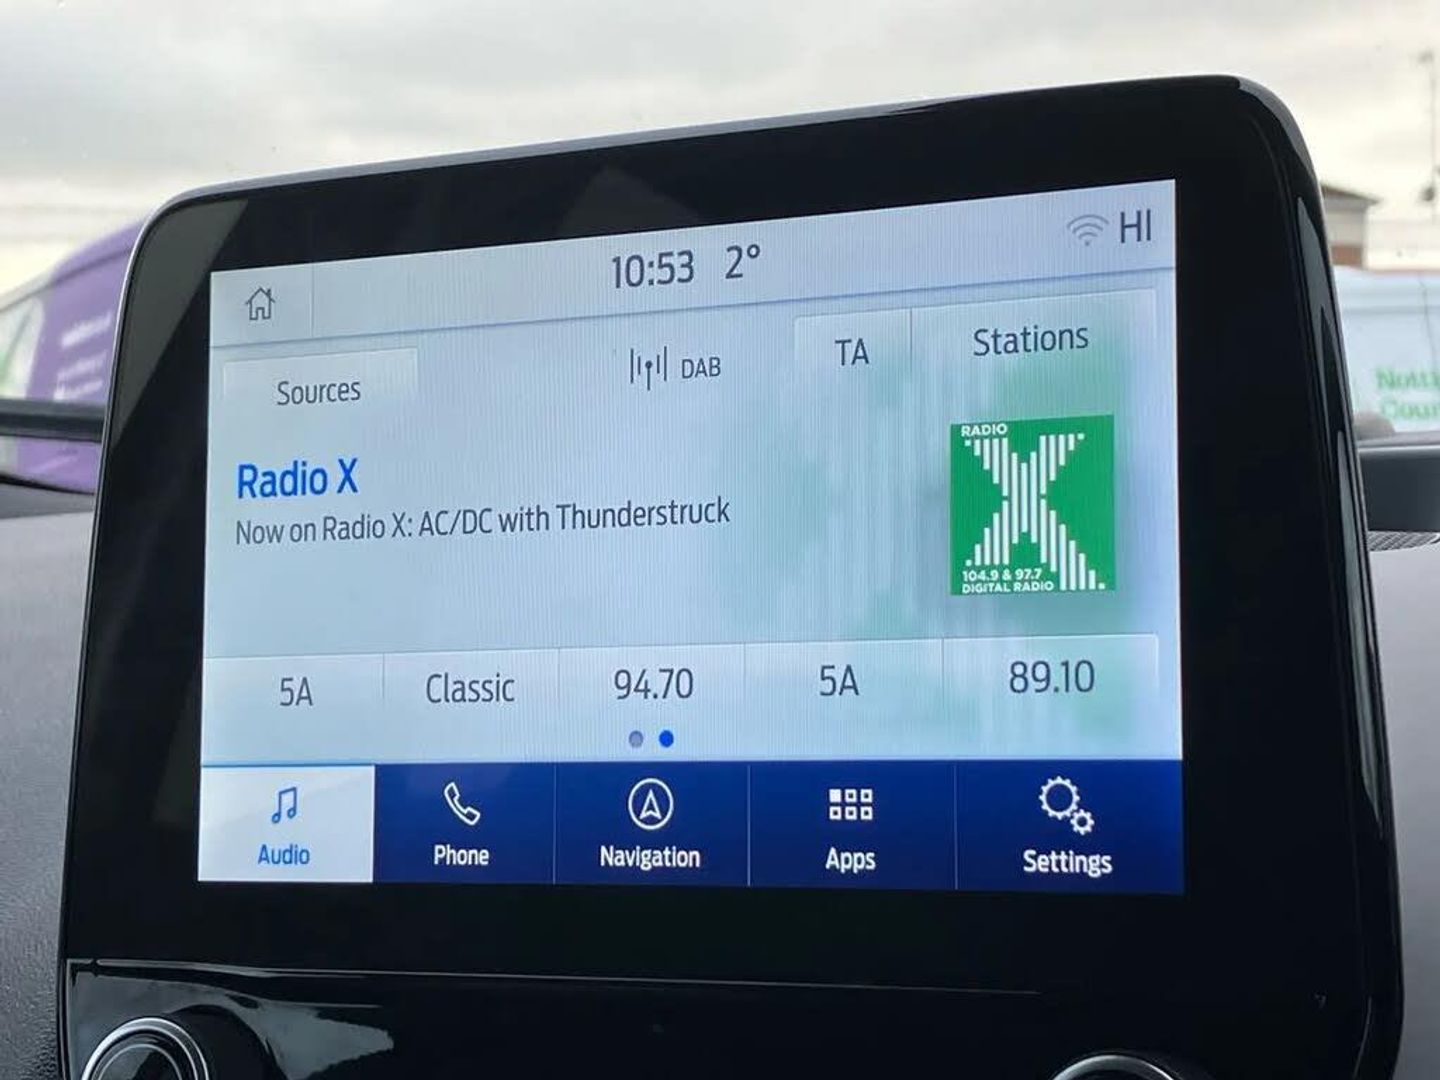 10:53 2° HI
Sources
DAB
TA
Stations
Radio X
Now on Radio X: AC/DC with Thunderstruck
RADIO
X
104.9 & 97.7
DIGITAL RADIO
5A Classic 94.70 5A 89.10
Audio Phone Navigation Apps Settings